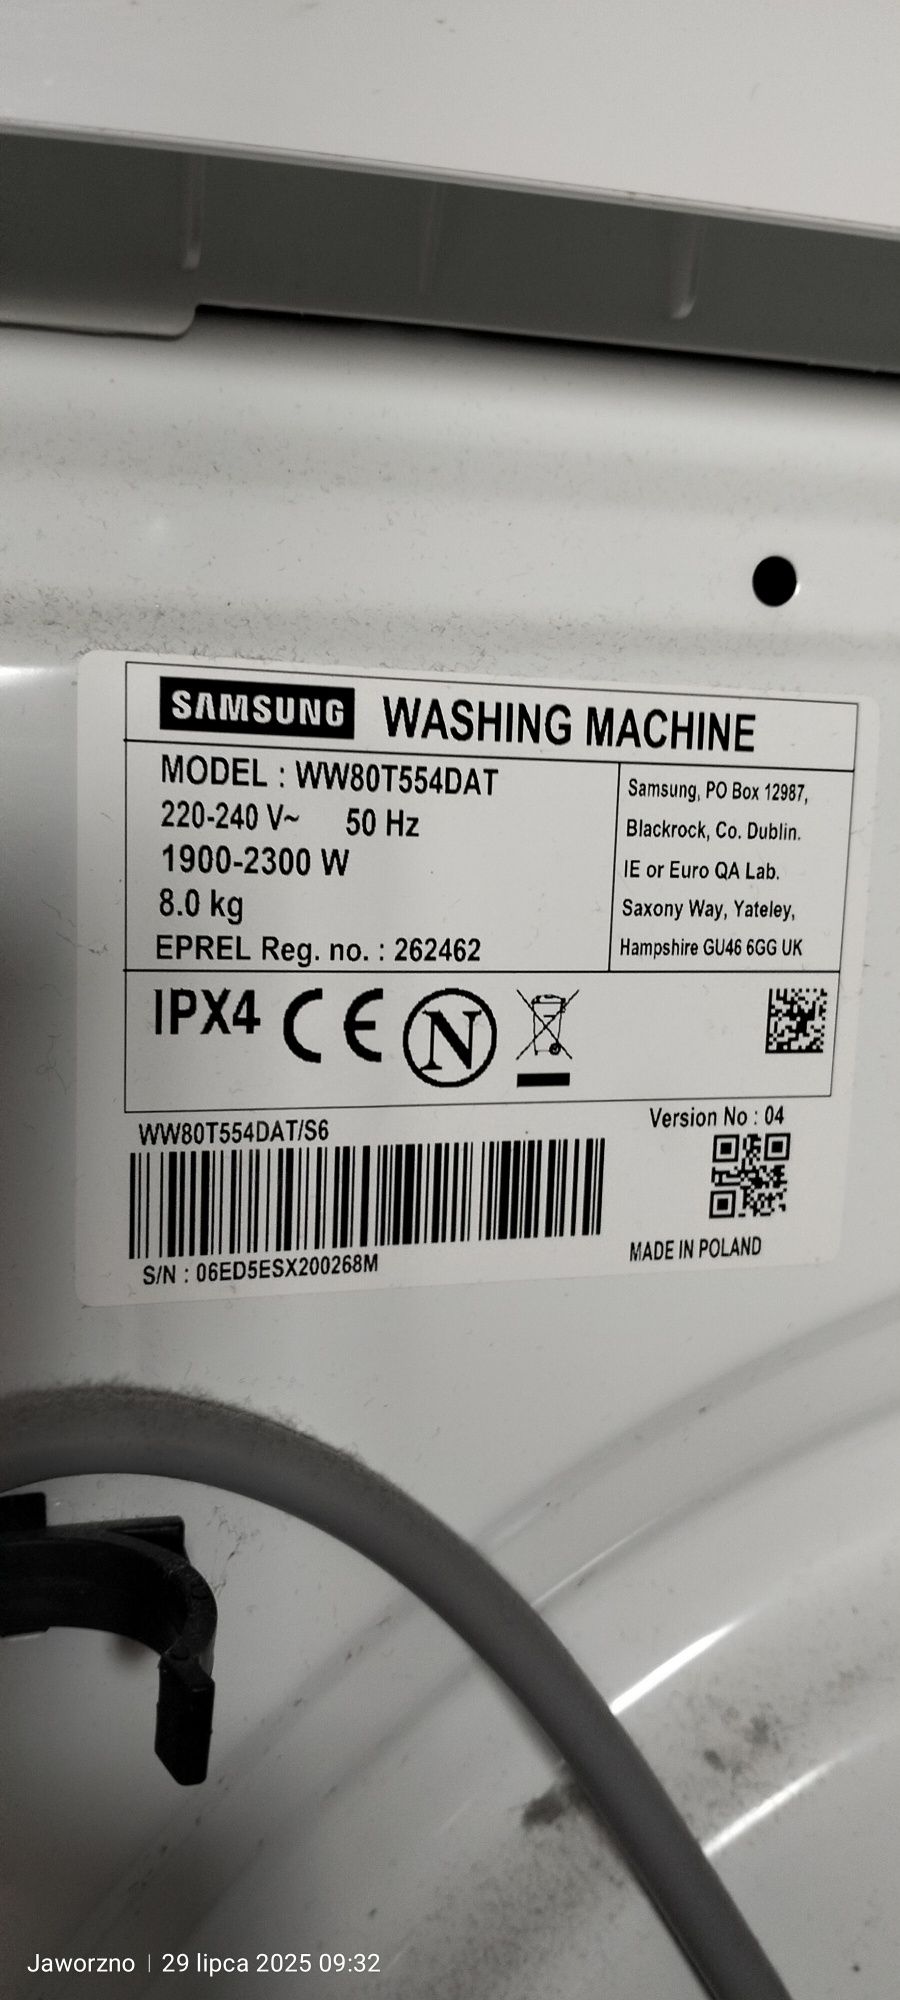 SAMSUNG WASHING MACHINE
MODEL : WW80T554DAT
220-240 V~ 50 Hz
1900-2300 W
8.0 kg
EPREL Reg. no. : 262462
Samsung, PO Box 12987,
Blackrock, Co. Dublin.
IE or Euro QA Lab.
Saxony Way, Yateley,
Hampshire GU46 6GG UK
IPX4 CE N
WW80T554DAT/S6
Version No : 04
S/N : 06ED5ESX200268M
MADE IN POLAND
Jaworzno | 29 lipca 2025 09:32